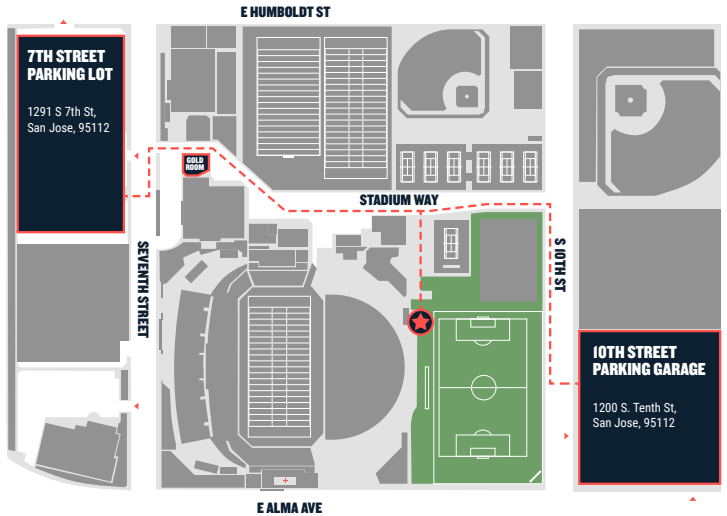 E HUMBOLDT ST
7TH STREET
PARKING LOT
1291 S 7th St,
San Jose, 95112
GOLD
ROOM
STADIUM WAY
SEVENTH STREET
S 10TH ST
10TH STREET
PARKING GARAGE
1200 S. Tenth St,
San Jose, 95112
E ALMA AVE